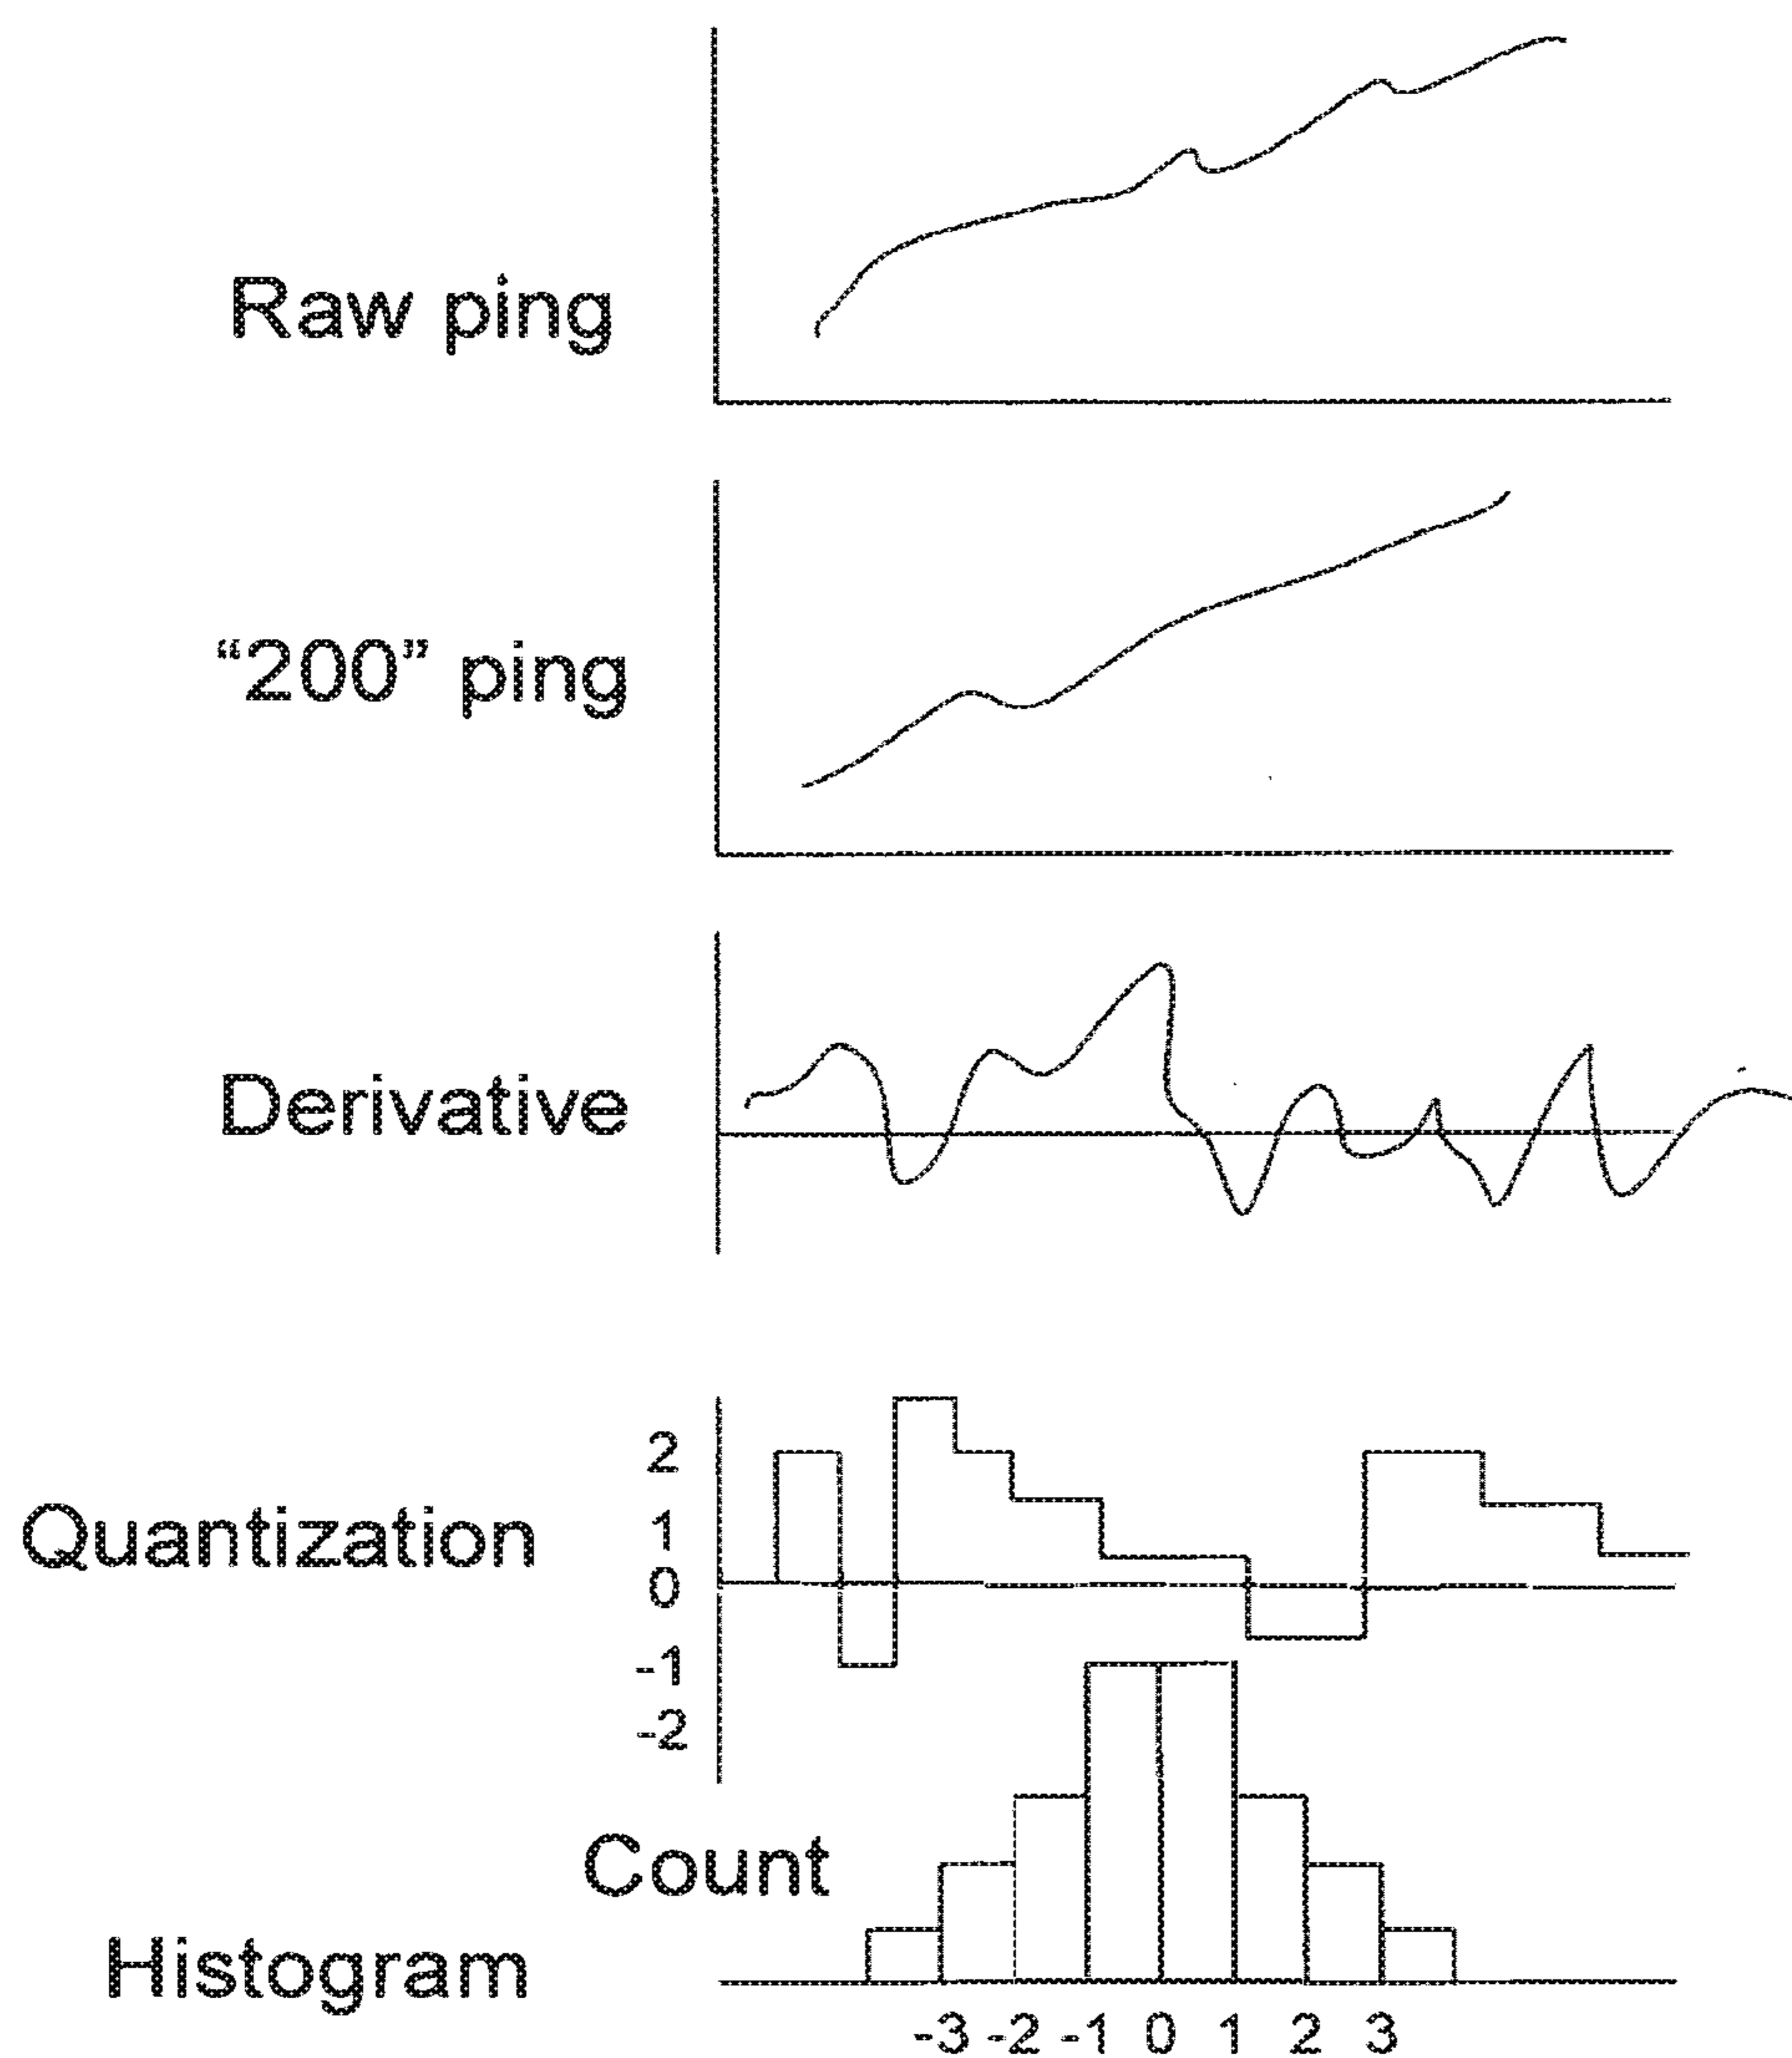 Raw ping
“200” ping
Derivative
Quantization
2
1
0
-1
-2
Count
Histogram
-3 -2 -1 0 1 2 3